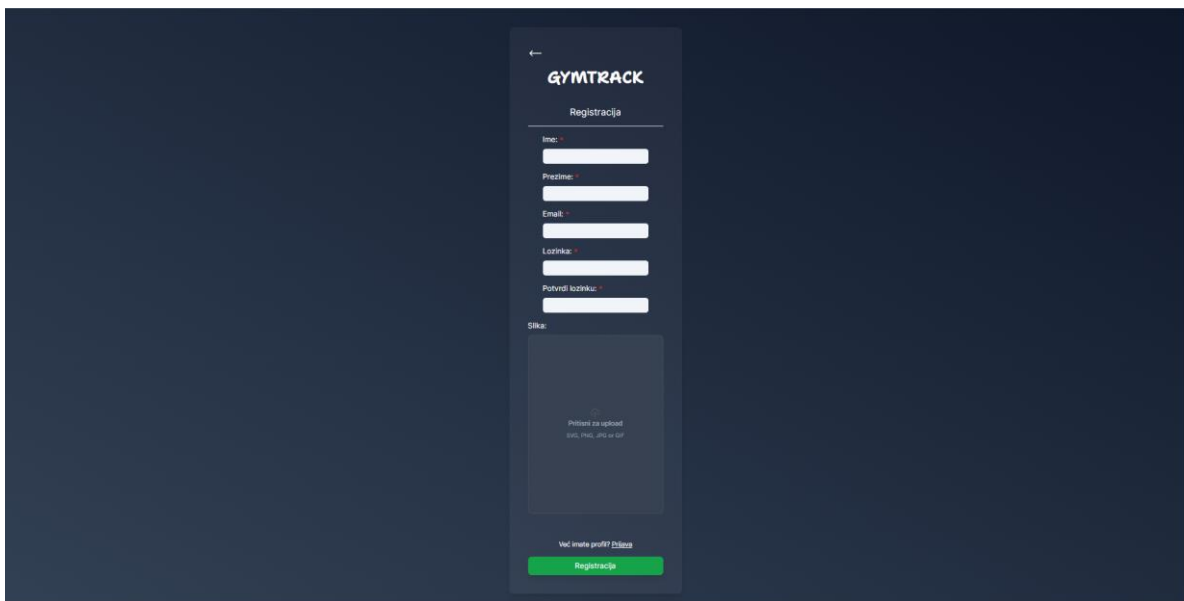 ←
GYMTRACK
Registracija
Ime: *
Prezime: *
Email: *
Lozinka: *
Potvrdi lozinku: *
Slika:
Pritisni za upload
SVG, PNG, JPG or GIF
Već imate profil? Prijava
Registracija